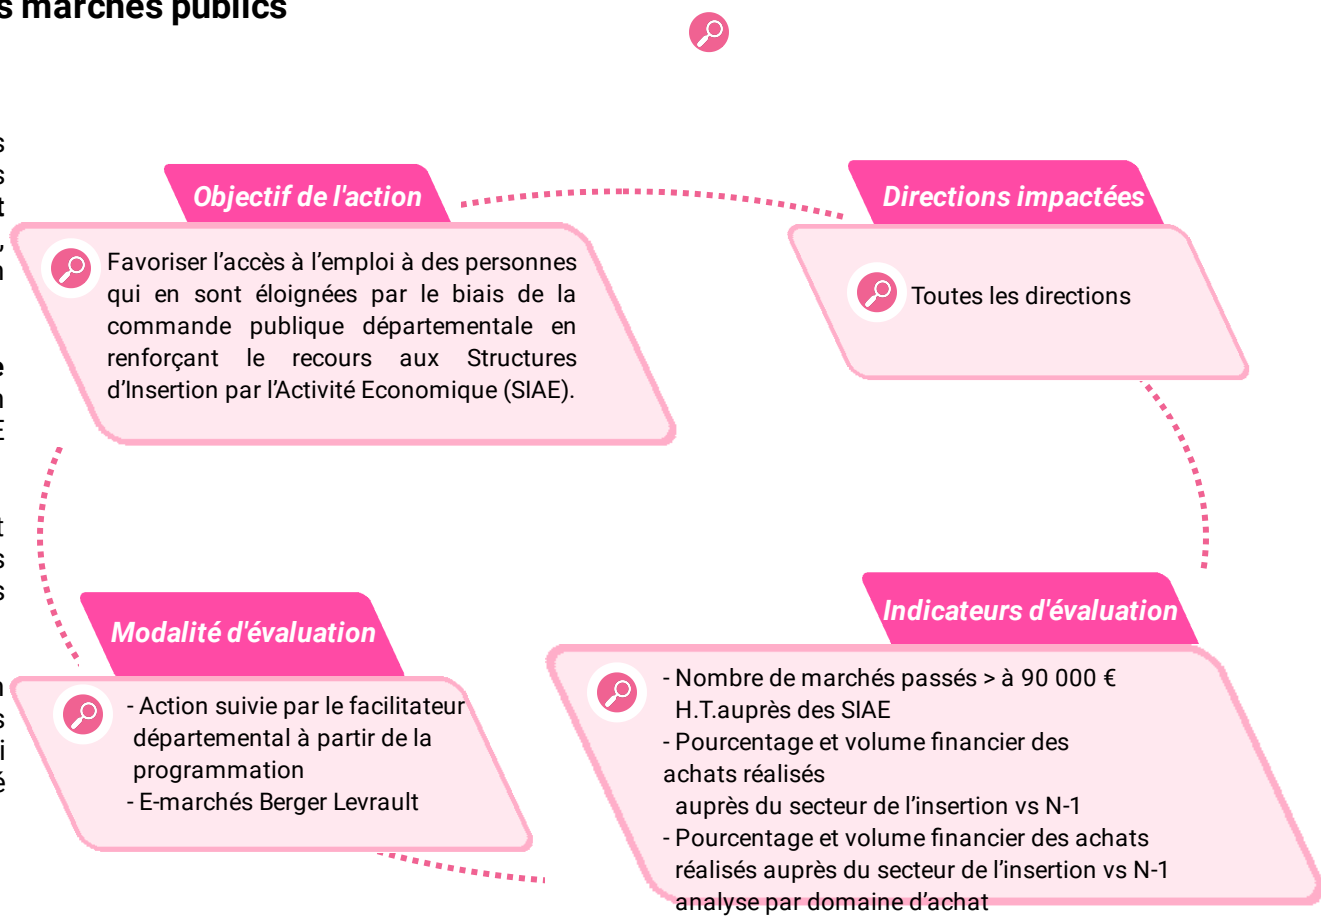 s marchés publics
s
s
t
,
n
e
n
E
t
s
s
n
s
i
é
Objectif de l'action
Favoriser l’accès à l’emploi à des personnes
qui en sont éloignées par le biais de la
commande publique départementale en
renforçant le recours aux Structures
d’Insertion par l’Activité Economique (SIAE).
Directions impactées
Toutes les directions
Modalité d'évaluation
- Action suivie par le facilitateur
départemental à partir de la
programmation
- E-marchés Berger Levrault
Indicateurs d'évaluation
- Nombre de marchés passés > à 90 000 €
H.T.auprès des SIAE
- Pourcentage et volume financier des
achats réalisés
auprès du secteur de l’insertion vs N-1
- Pourcentage et volume financier des achats
réalisés auprès du secteur de l’insertion vs N-1
analyse par domaine d’achat